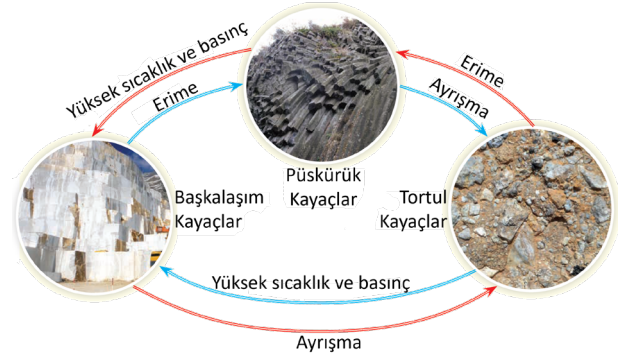 Yüksek sıcaklık ve basınç
Erime
Erime
Ayrışma
Püskürük
Kayaçlar
Başkalaşım
Kayaçlar
Tortul
Kayaçlar
Yüksek sıcaklık ve basınç
Ayrışma